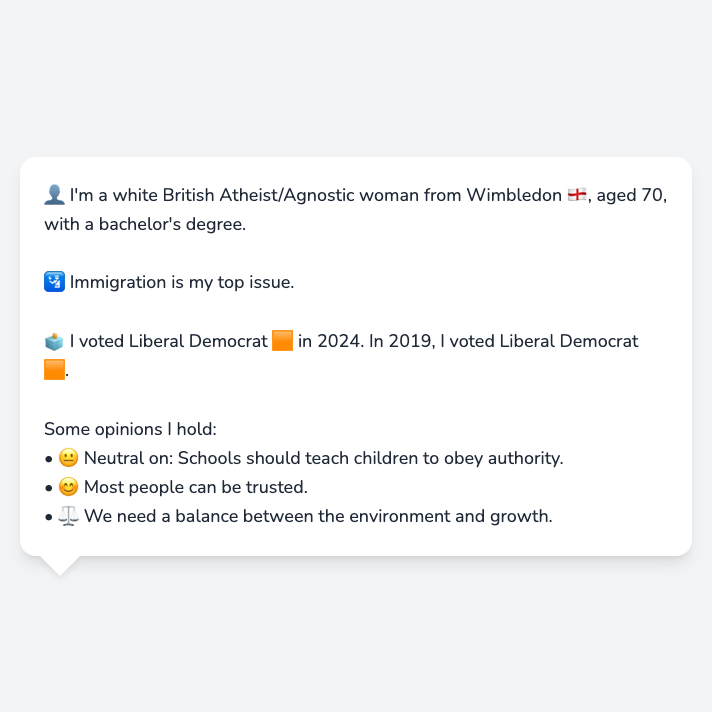 👤 I'm a white British Atheist/Agnostic woman from Wimbledon 🏴󠁧󠁢󠁥󠁮󠁧󠁿, aged 70,
with a bachelor's degree.
🛂 Immigration is my top issue.
🗳️ I voted Liberal Democrat 🟧 in 2024. In 2019, I voted Liberal Democrat
🟧.
Some opinions I hold:
• 😐 Neutral on: Schools should teach children to obey authority.
• 😊 Most people can be trusted.
• ⚖️ We need a balance between the environment and growth.